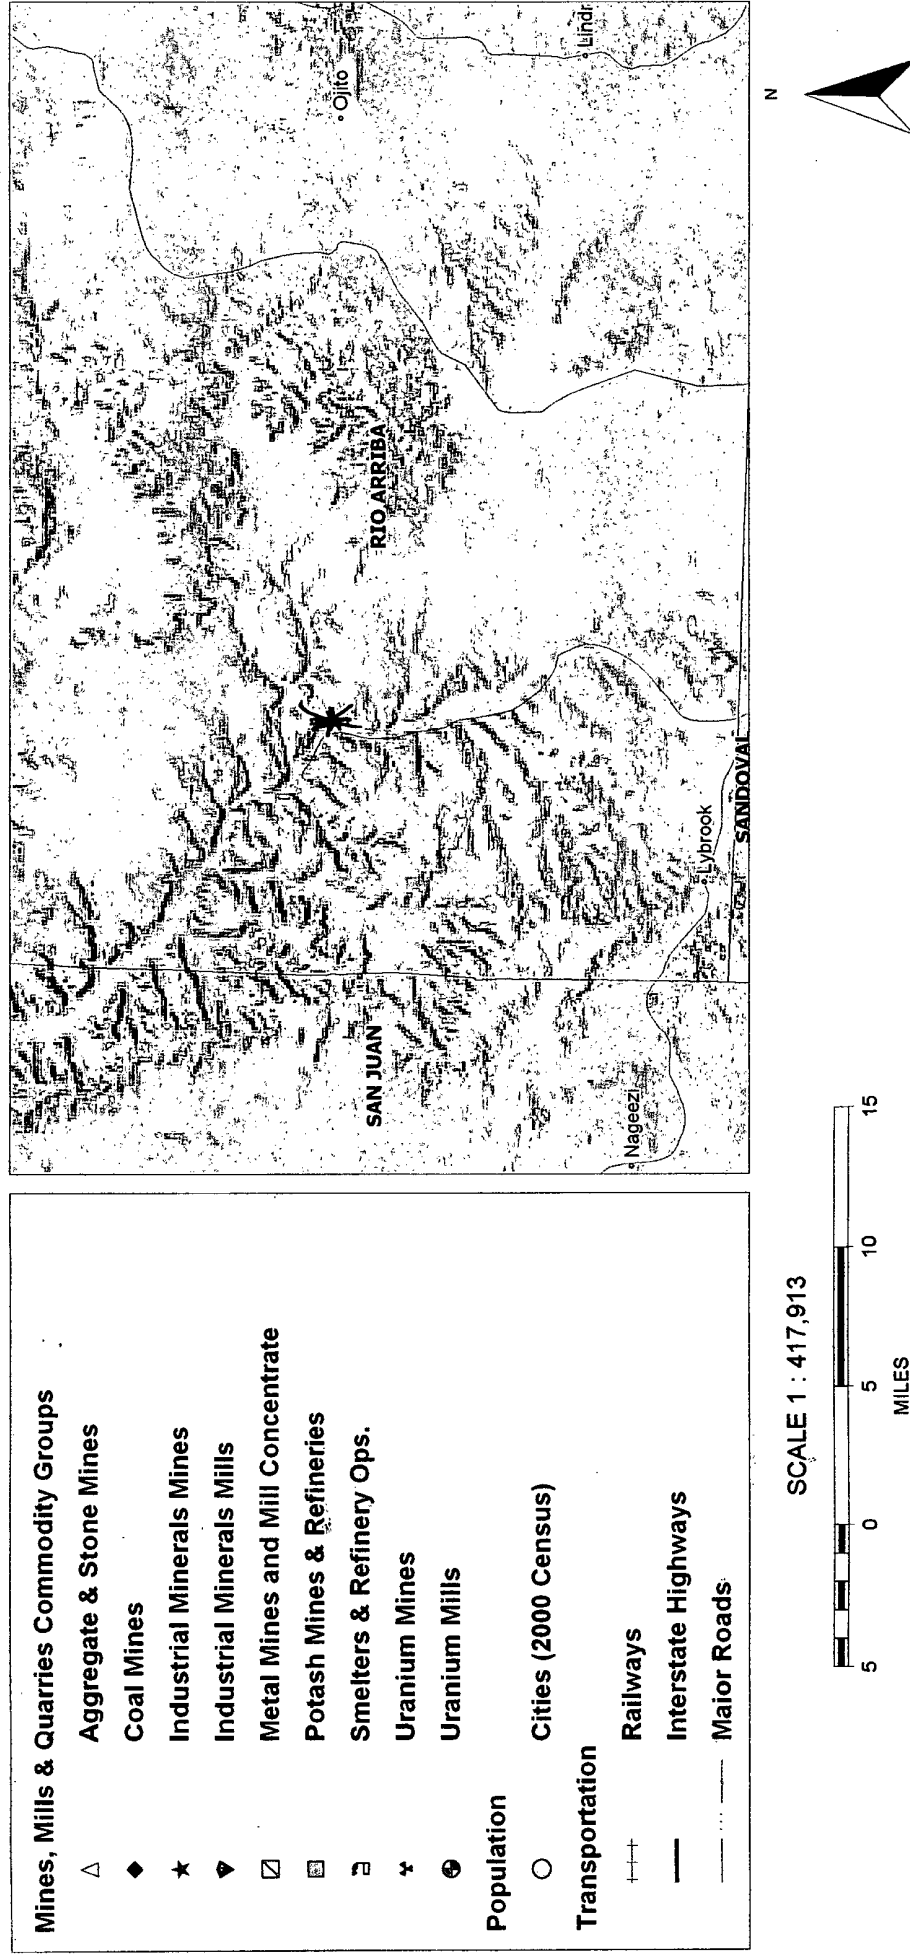 Mines, Mills & Quarries Commodity Groups
Aggregate & Stone Mines
Coal Mines
Industrial Minerals Mines
Industrial Minerals Mills
Metal Mines and Mill Concentrate
Potash Mines & Refineries
Smelters & Refinery Ops.
Uranium Mines
Uranium Mills
Population
Cities (2000 Census)
Transportation
Railways
Interstate Highways
Major Roads
SAN JUAN
RIO ARRIBA
Ojito
Lindr
Nageezi
Lybrook
SANDOVAL
SCALE 1 : 417,913
5 0 5 10 15
MILES
N